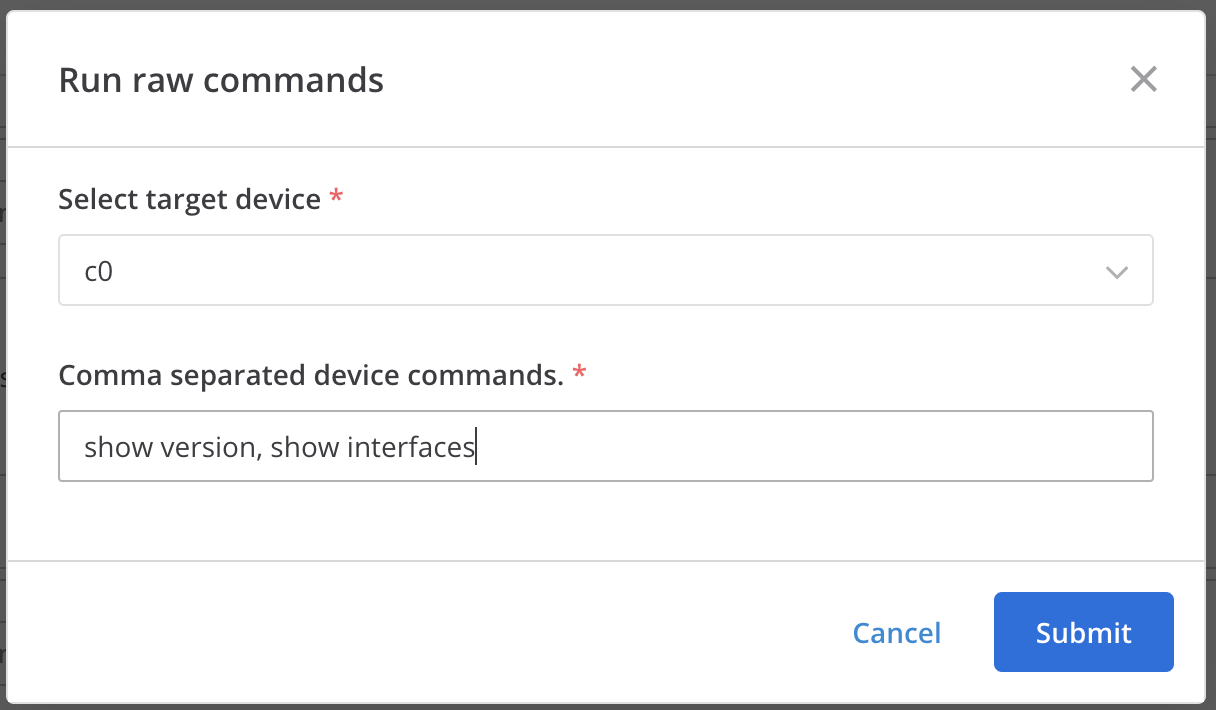 Run raw commands
Select target device *
c0
Comma separated device commands. *
show version, show interfaces
Cancel
Submit